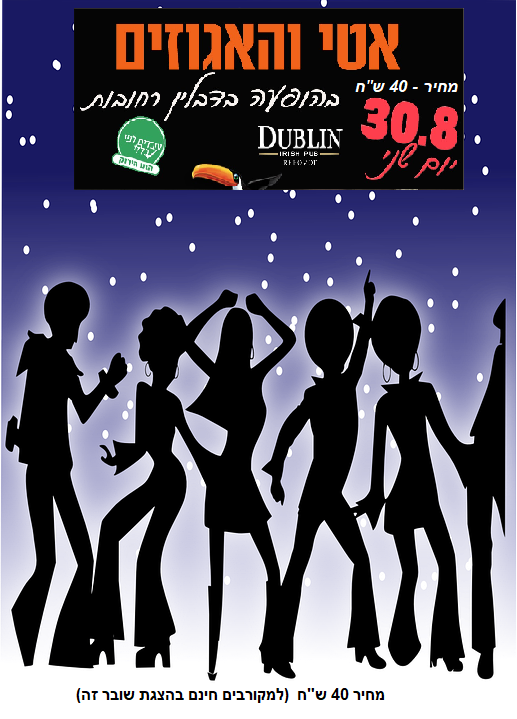 אטי והאגוזים
מחיר - 40 ש"ח
בהופעה בדבלין רחובות
30.8
יום שני
DUBLIN
IRISH PUB
REHOVOT
מחיר 40 ש"ח (למקורבים חינם בהצגת שובר זה)